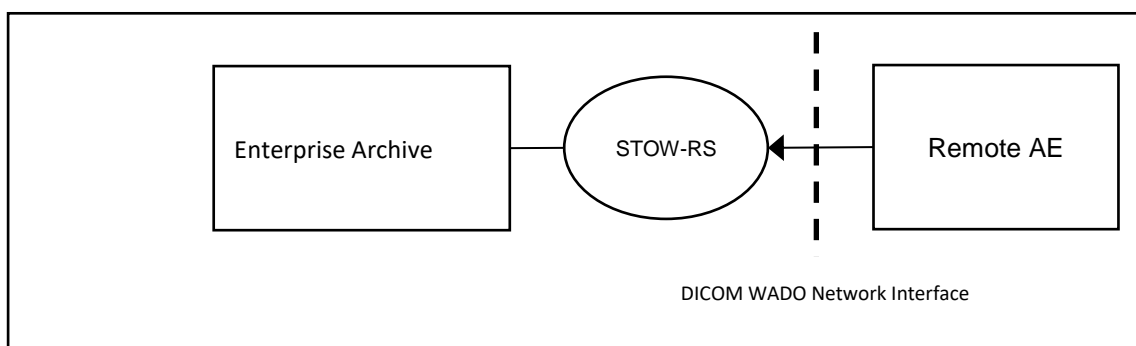 Enterprise Archive
STOW-RS
Remote AE
DICOM WADO Network Interface